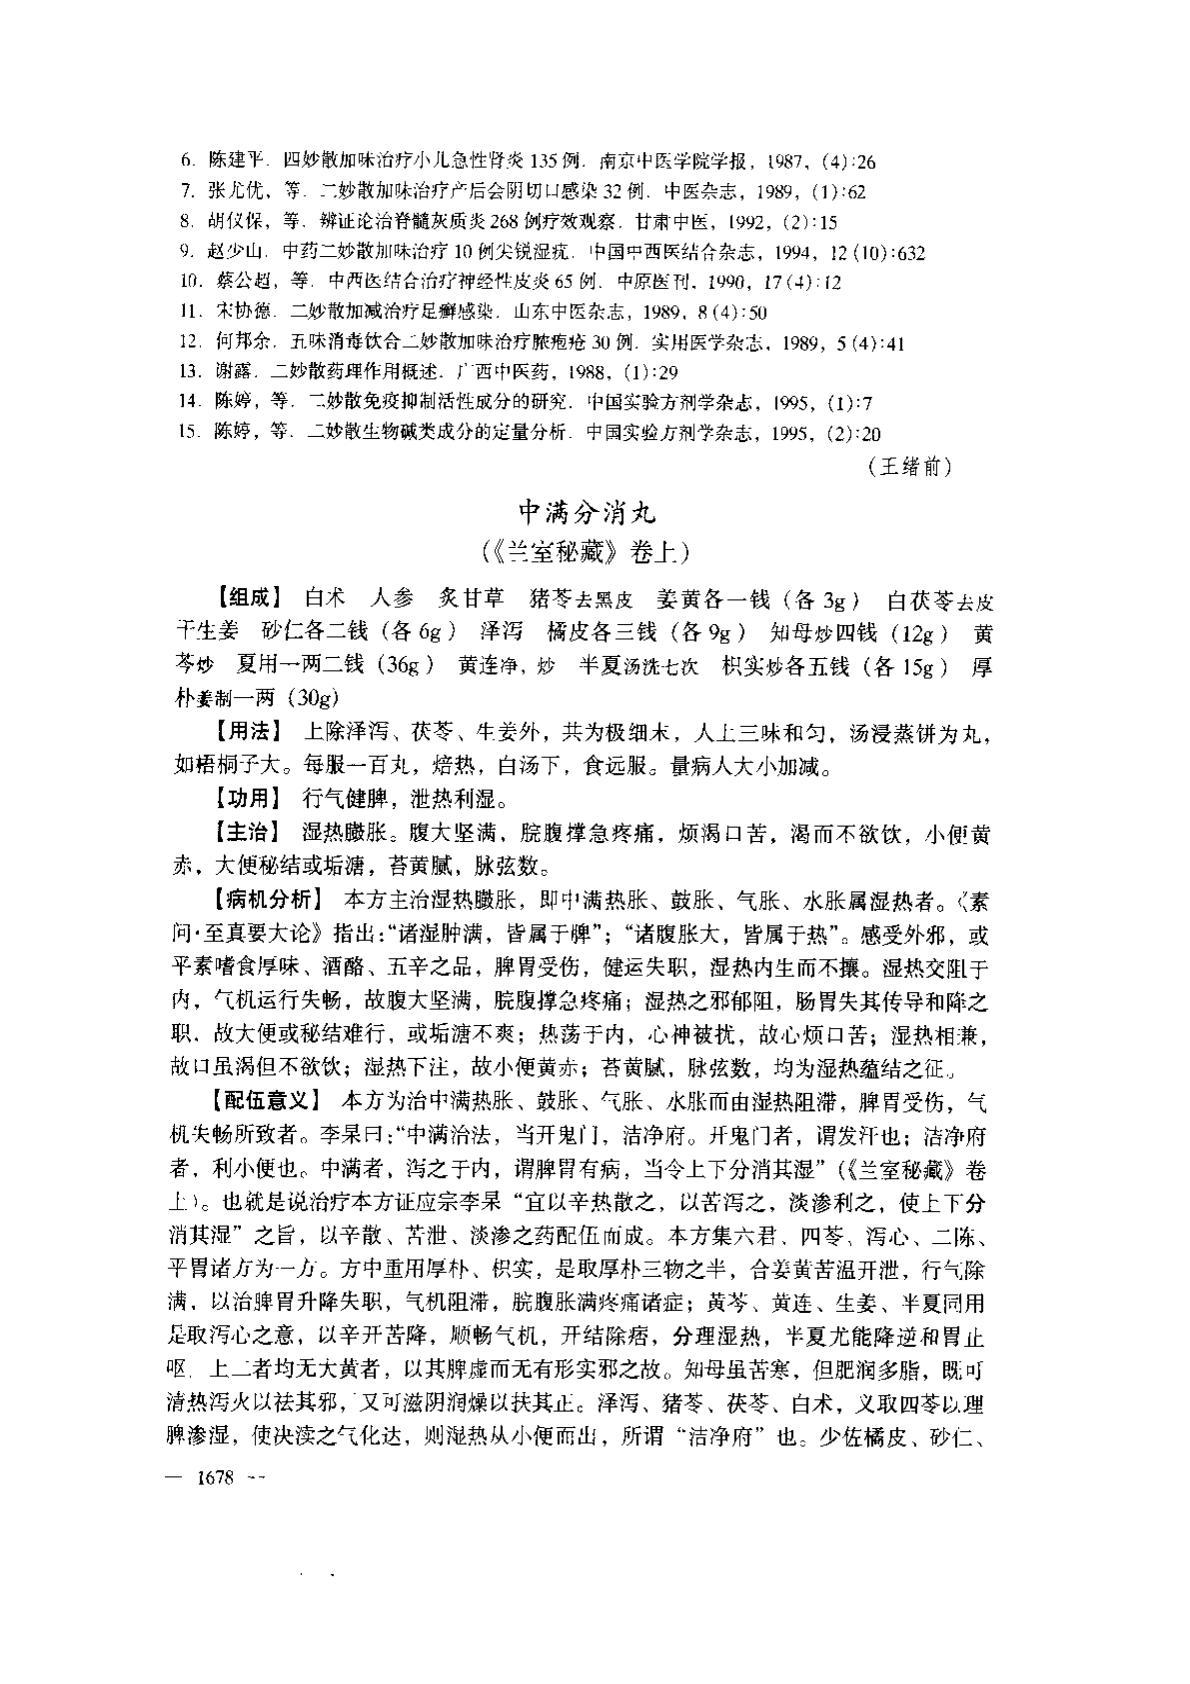 6. 陈建平. 四妙散加味治疗小儿急性肾炎 135 例. 南京中医学院学报, 1987, (4):26
7. 张尤优, 等. 二妙散加味治疗产后会阴切口感染 32 例. 中医杂志, 1989, (1):62
8. 胡仪保, 等. 辨证论治脊髓灰质炎 268 例疗效观察. 甘肃中医, 1992, (2):15
9. 赵少山. 中药二妙散加味治疗 10 例尖锐湿疣. 中国中西医结合杂志, 1994, 12 (10):632
10. 蔡公超, 等. 中西医结合治疗神经性皮炎 65 例. 中原医刊, 1990, 17 (4):12
11. 宋协德. 二妙散加减治疗足癣感染. 山东中医杂志, 1989, 8 (4):50
12. 何邦余. 五味消毒饮合二妙散加味治疗脓疱疮 30 例. 实用医学杂志, 1989, 5 (4):41
13. 谢露. 二妙散药理作用概述. 广西中医药, 1988, (1):29
14. 陈婷, 等. 二妙散免疫抑制活性成分的研究. 中国实验方剂学杂志, 1995, (1):7
15. 陈婷, 等. 二妙散生物碱类成分的定量分析. 中国实验方剂学杂志, 1995, (2):20
(王绪前)
中满分消丸
(《兰室秘藏》卷上)
【组成】 白术 人参 炙甘草 猪苓去黑皮 姜黄各一钱 (各 3g) 白茯苓去皮
干生姜 砂仁各二钱 (各 6g) 泽泻 橘皮各三钱 (各 9g) 知母炒四钱 (12g) 黄
芩炒 夏用一两二钱 (36g) 黄连净, 炒 半夏汤洗七次 枳实炒各五钱 (各 15g) 厚
朴姜制一两 (30g)
【用法】 上除泽泻、茯苓、生姜外, 共为极细末, 入上三味和匀, 汤浸蒸饼为丸,
如梧桐子大。每服一百丸, 焙热, 白汤下, 食远服。量病人大小加减。
【功用】 行气健脾, 泄热利湿。
【主治】 湿热臌胀。腹大坚满, 脘腹撑急疼痛, 烦渴口苦, 渴而不欲饮, 小便黄
赤, 大便秘结或垢溏, 苔黄腻, 脉弦数。
【病机分析】 本方主治湿热臌胀, 即中满热胀、鼓胀、气胀、水胀属湿热者。《素
问·至真要大论》指出:“诸湿肿满, 皆属于脾”; “诸腹胀大, 皆属于热”。感受外邪, 或
平素嗜食厚味、酒酪、五辛之品, 脾胃受伤, 健运失职, 湿热内生而不攘。湿热交阻于
内, 气机运行失畅, 故腹大坚满, 脘腹撑急疼痛; 湿热之邪郁阻, 肠胃失其传导和降之
职, 故大便或秘结难行, 或垢溏不爽; 热荡于内, 心神被扰, 故心烦口苦; 湿热相兼,
故口虽渴但不欲饮; 湿热下注, 故小便黄赤; 苔黄腻, 脉弦数, 均为湿热蕴结之征。
【配伍意义】 本方为治中满热胀、鼓胀、气胀、水胀而由湿热阻滞, 脾胃受伤, 气
机失畅所致者。李杲曰:“中满治法, 当开鬼门, 洁净府。开鬼门者, 谓发汗也; 洁净府
者, 利小便也。中满者, 泻之于内, 谓脾胃有病, 当令上下分消其湿” (《兰室秘藏》卷
上)。也就是说治疗本方证应宗李杲 “宜以辛热散之, 以苦泻之, 淡渗利之, 使上下分
消其湿” 之旨, 以辛散、苦泄、淡渗之药配伍而成。本方集六君、四苓、泻心、二陈、
平胃诸方为一方。方中重用厚朴、枳实, 是取厚朴三物之半, 合姜黄苦温开泄, 行气除
满, 以治脾胃升降失职, 气机阻滞, 脘腹胀满疼痛诸症; 黄芩、黄连、生姜、半夏同用
是取泻心之意, 以辛开苦降, 顺畅气机, 开结除痞, 分理湿热, 半夏尤能降逆和胃止
呕. 上二者均无大黄者, 以其脾虚而无有形实邪之故。知母虽苦寒, 但肥润多脂, 既可
清热泻火以祛其邪, 又可滋阴润燥以扶其正。泽泻、猪苓、茯苓、白术, 义取四苓以理
脾渗湿, 使决渎之气化达, 则湿热从小便而出, 所谓 “洁净府” 也。少佐橘皮、砂仁、
— 1678 —